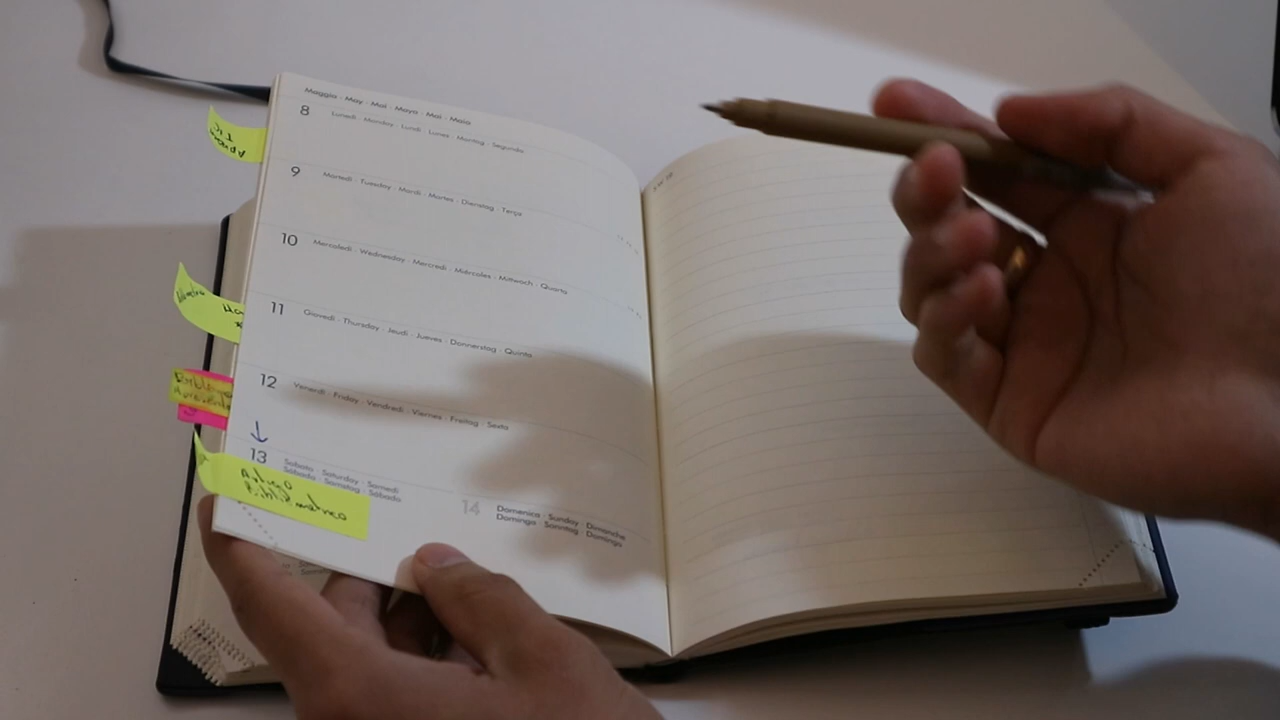 Maggio · May · Mai · Mayo · Mai · Maio
8 Lunedì · Monday · Lundi · Lunes · Montag · Segunda
9 Martedì · Tuesday · Mardi · Martes · Dienstag · Terça
10 Mercoledì · Wednesday · Mercredi · Miércoles · Mittwoch · Quarta
11 Giovedì · Thursday · Jeudi · Jueves · Donnerstag · Quinta
12 Venerdì · Friday · Vendredi · Viernes · Freitag · Sexta
13 Sabato · Saturday · Samedi
Sábado · Samstag · Sábado
Artigo
Bibliométrico
14 Domenica · Sunday · Dimanche
Domingo · Sonntag · Domingo